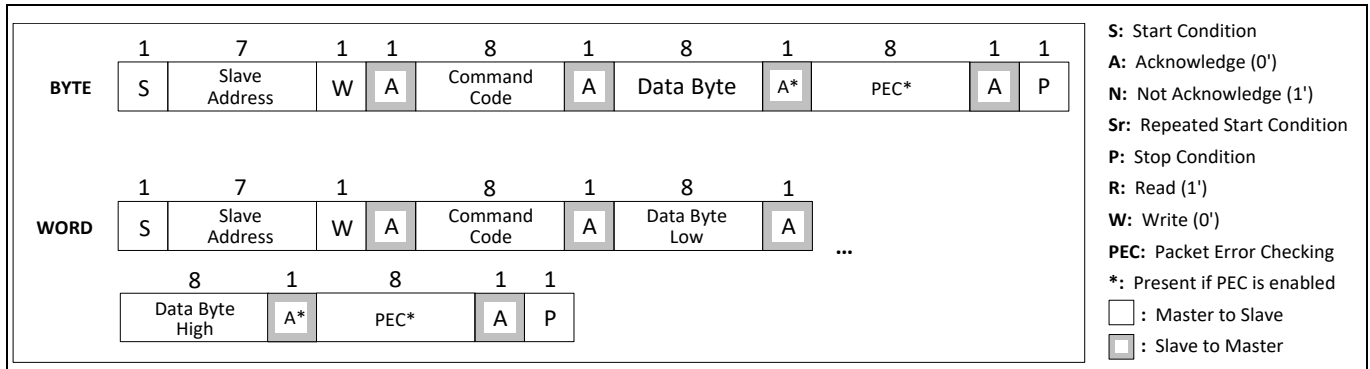 1 7 1 1 8 1 8 1 8 1 1
BYTE S Slave Address W A Command Code A Data Byte A* PEC* A P
1 7 1 8 1 8 1
WORD S Slave Address W A Command Code A Data Byte Low A ...
8 1 8 1 1
Data Byte High A* PEC* A P
S: Start Condition
A: Acknowledge (0')
N: Not Acknowledge (1')
Sr: Repeated Start Condition
P: Stop Condition
R: Read (1')
W: Write (0')
PEC: Packet Error Checking
*: Present if PEC is enabled
: Master to Slave
: Slave to Master